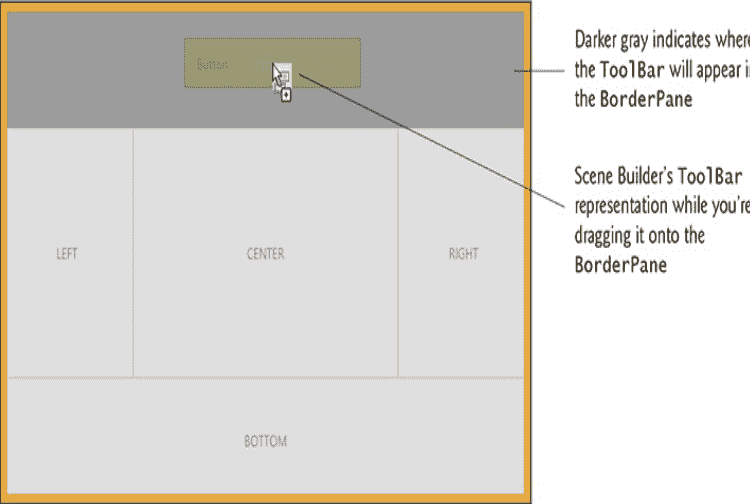 Darker gray indicates where
the ToolBar will appear i
the BorderPane
Button
Scene Builder's ToolBar
representation while you're
dragging it onto the
BorderPane
LEFT
CENTER
RIGHT
BOTTOM